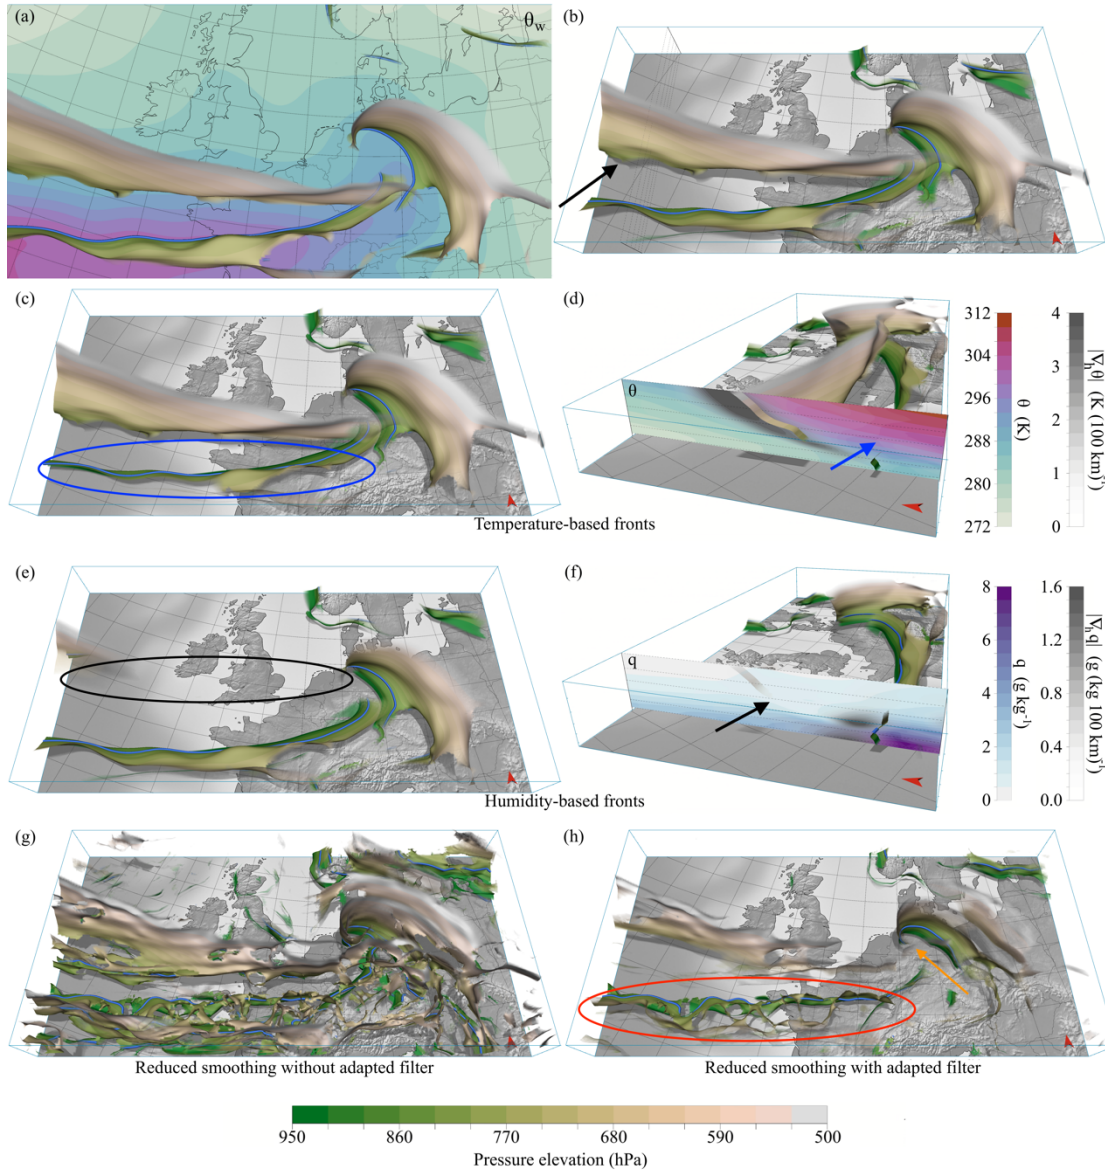 (a)
θw
(b)
(c)
(d)
θ
312
304
296
288
280
272
θ (K)
4
3
2
1
0
|∇hθ| (K (100 km)⁻¹)
Temperature-based fronts
(e)
(f)
q
8
6
4
2
0
q (g kg⁻¹)
1.6
1.2
0.8
0.4
0.0
|∇hq| (g (kg 100 km)⁻¹)
Humidity-based fronts
(g)
(h)
Reduced smoothing without adapted filter
Reduced smoothing with adapted filter
950 860 770 680 590 500
Pressure elevation (hPa)